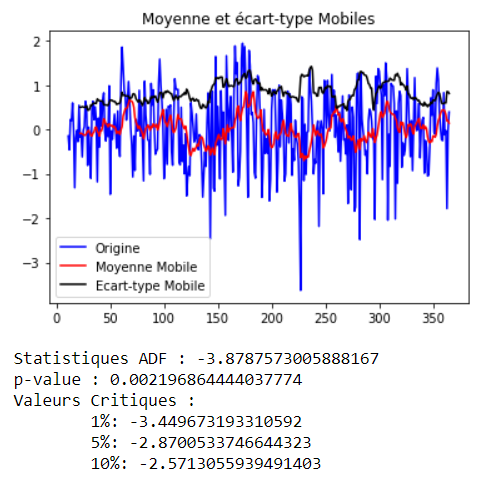 Moyenne et écart-type Mobiles
2
1
0
−1
−2
−3
Origine
Moyenne Mobile
Ecart-type Mobile
0 50 100 150 200 250 300 350
Statistiques ADF : -3.8787573005888167
p-value : 0.002196864444037774
Valeurs Critiques :
1%: -3.449673193310592
5%: -2.8700533746644323
10%: -2.5713055939491403